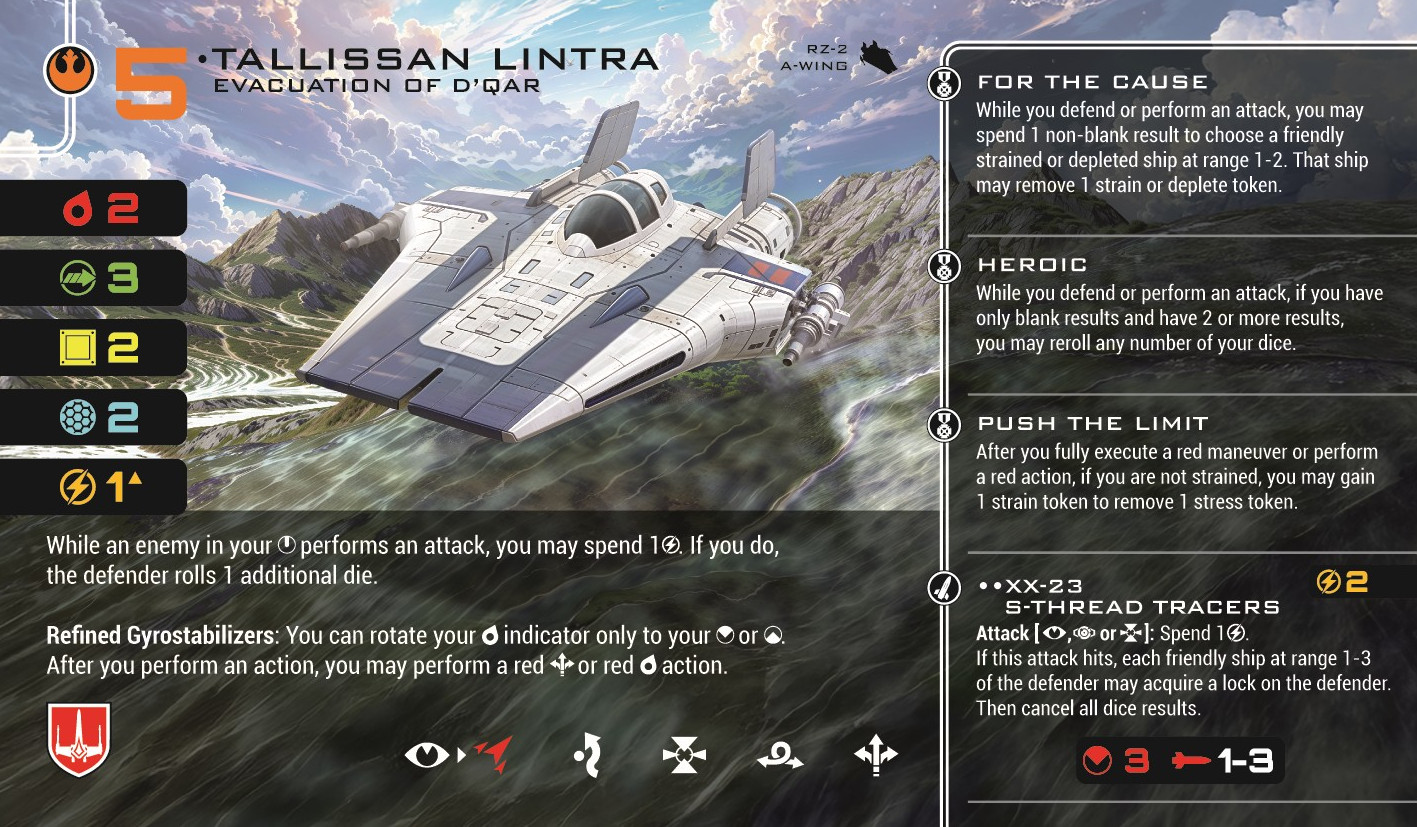 5
•TALLISSAN LINTRA
EVACUATION OF D'QAR
RZ-2
A-WING
2
3
2
2
1
While an enemy in your performs an attack, you may spend 1. If you do,
the defender rolls 1 additional die.
Refined Gyrostabilizers: You can rotate your indicator only to your or .
After you perform an action, you may perform a red or red action.
FOR THE CAUSE
While you defend or perform an attack, you may
spend 1 non-blank result to choose a friendly
strained or depleted ship at range 1-2. That ship
may remove 1 strain or deplete token.
HEROIC
While you defend or perform an attack, if you have
only blank results and have 2 or more results,
you may reroll any number of your dice.
PUSH THE LIMIT
After you fully execute a red maneuver or perform
a red action, if you are not strained, you may gain
1 strain token to remove 1 stress token.
••XX-23
S-THREAD TRACERS
2
Attack [ , or ]: Spend 1.
If this attack hits, each friendly ship at range 1-3
of the defender may acquire a lock on the defender.
Then cancel all dice results.
3 1-3